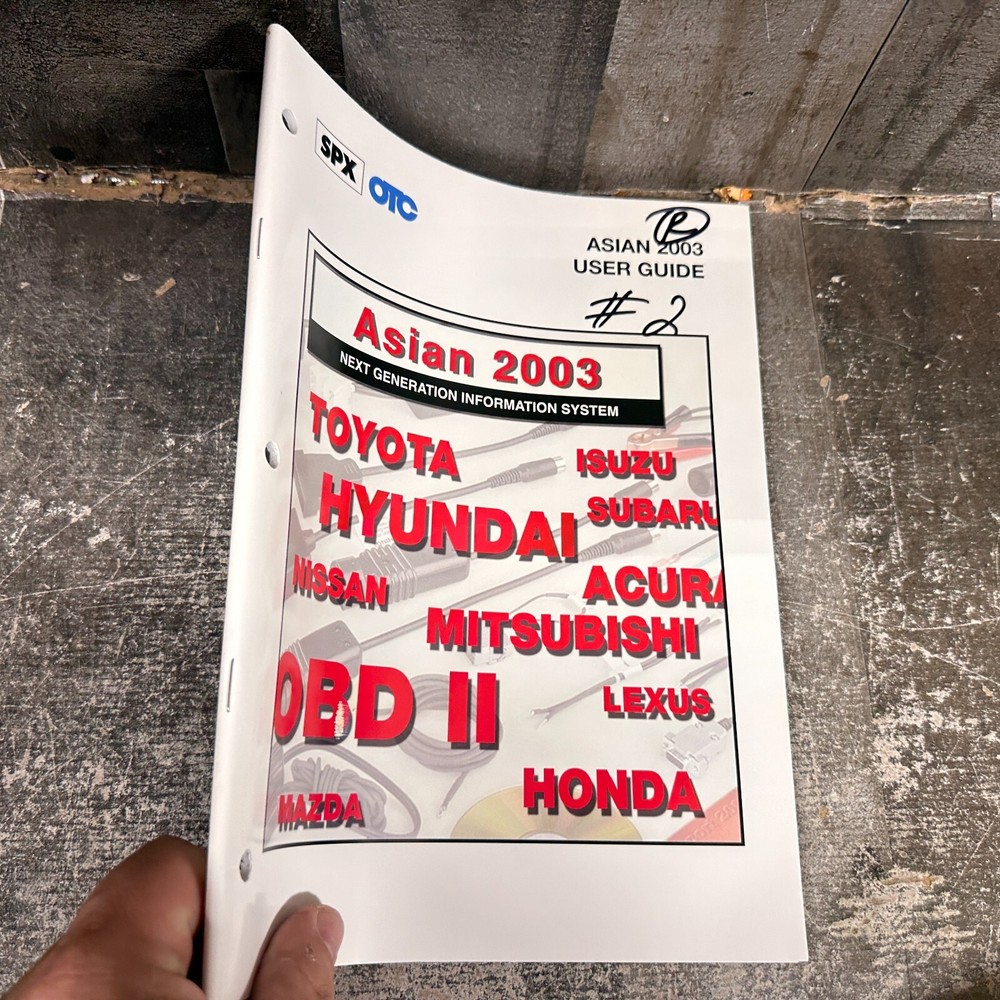 SPX OTC
ASIAN 2003
USER GUIDE
# 2
Asian 2003
NEXT GENERATION INFORMATION SYSTEM
TOYOTA
ISUZU
HYUNDAI
SUBARU
NISSAN
ACURA
MITSUBISHI
OBD II
LEXUS
HONDA
MAZDA